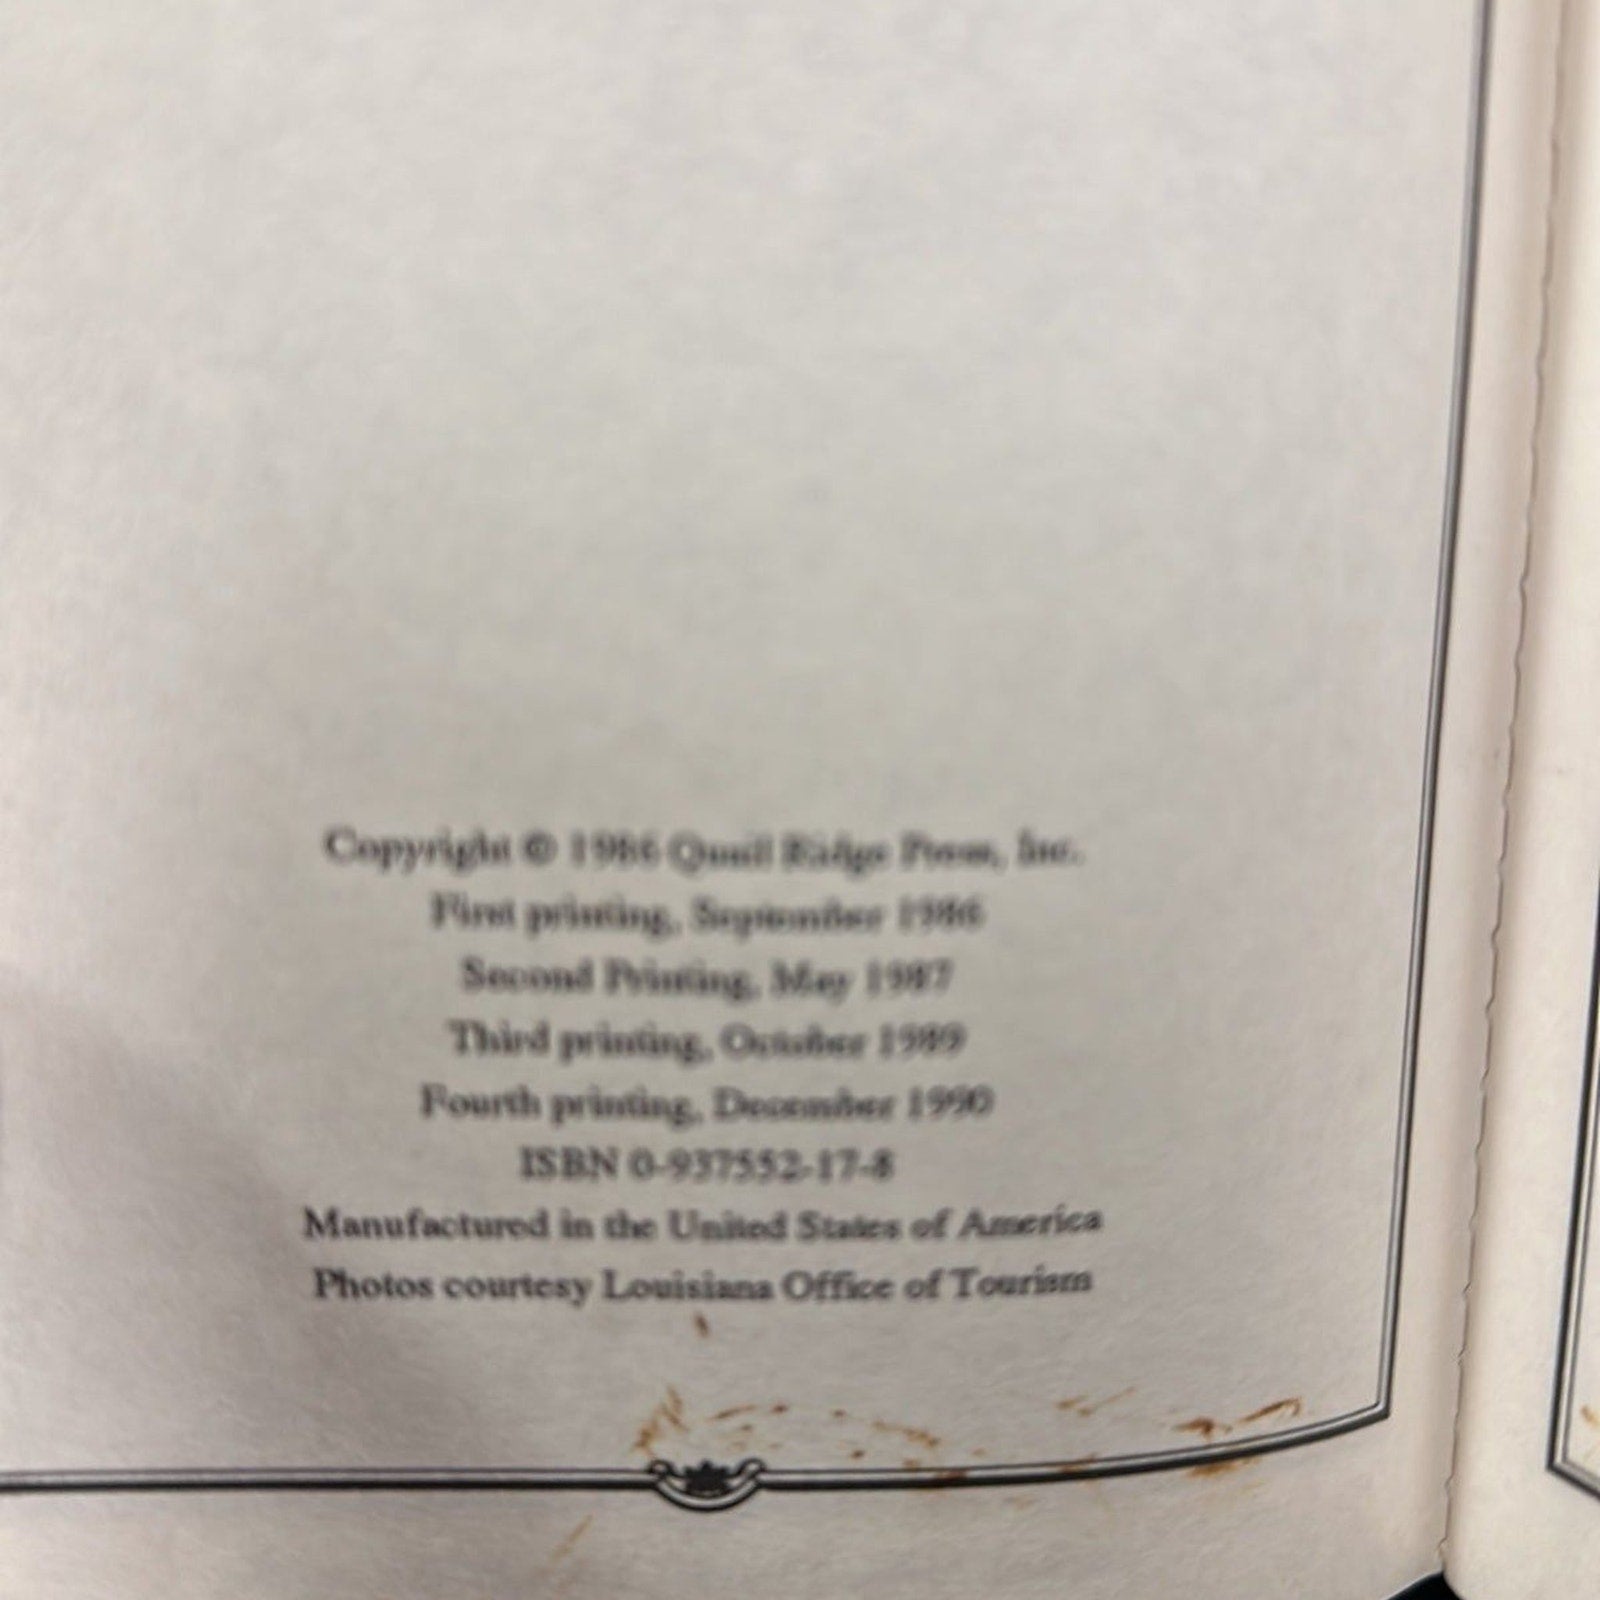 Copyright © 1986 Quail Ridge Press, Inc.
First printing, September 1986
Second Printing, May 1987
Third printing, October 1989
Fourth printing, December 1990
ISBN 0-937552-17-8
Manufactured in the United States of America
Photos courtesy Louisiana Office of Tourism